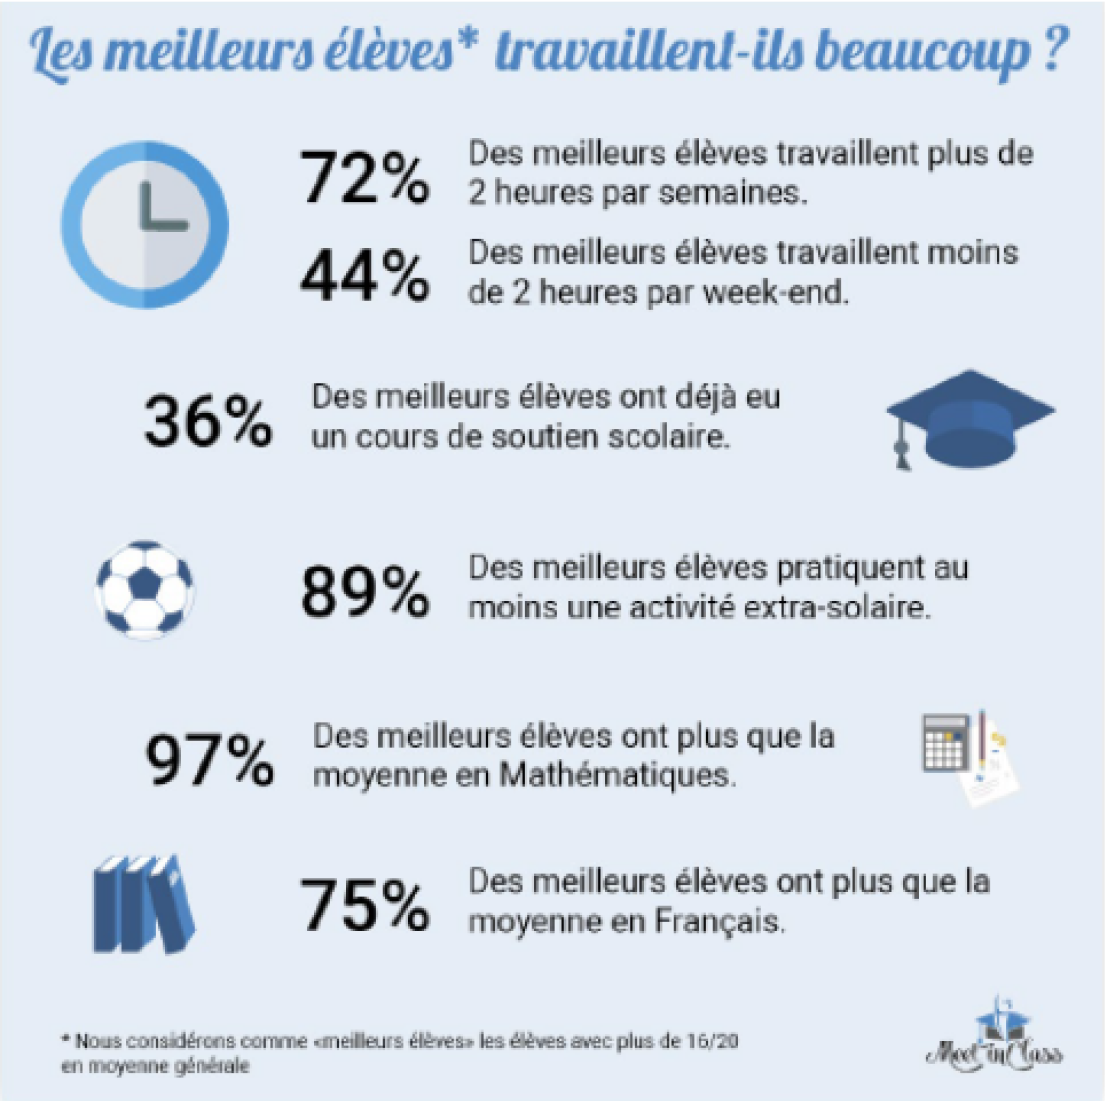 Les meilleurs élèves* travaillent-ils beaucoup ?
72%
Des meilleurs élèves travaillent plus de
2 heures par semaines.
44%
Des meilleurs élèves travaillent moins
de 2 heures par week-end.
36%
Des meilleurs élèves ont déjà eu
un cours de soutien scolaire.
89%
Des meilleurs élèves pratiquent au
moins une activité extra-solaire.
97%
Des meilleurs élèves ont plus que la
moyenne en Mathématiques.
75%
Des meilleurs élèves ont plus que la
moyenne en Français.
* Nous considérons comme «meilleurs élèves» les élèves avec plus de 16/20
en moyenne générale
Meet in Class